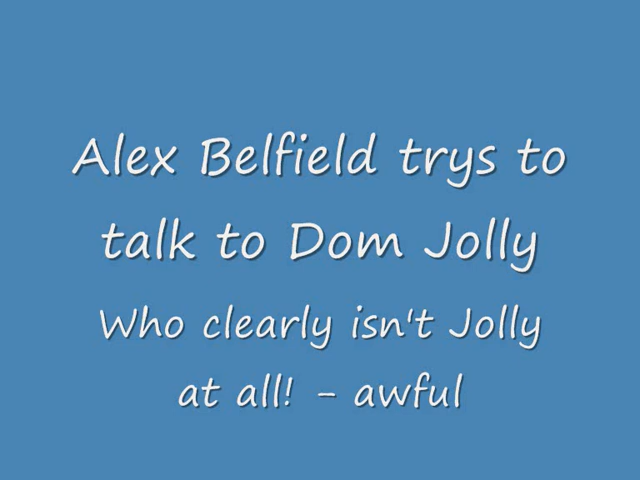 Alex Belfield trys to
talk to Dom Jolly
Who clearly isn't Jolly
at all! - awful